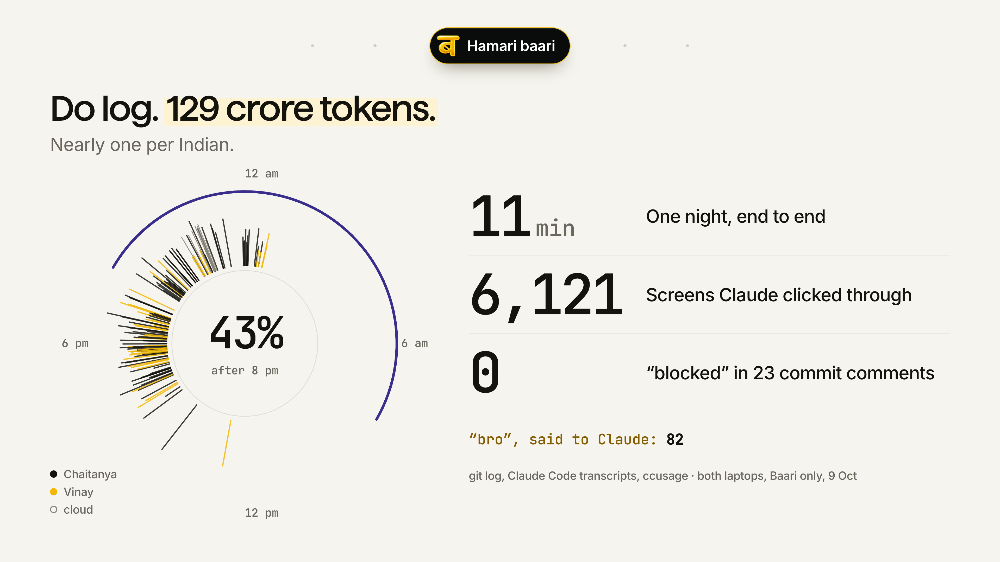 ब Hamari baari
Do log. 129 crore tokens.
Nearly one per Indian.
12 am
6 pm
6 am
43%
after 8 pm
12 pm
Chaitanya
Vinay
cloud
11 min One night, end to end
6,121 Screens Claude clicked through
0 “blocked” in 23 commit comments
“bro”, said to Claude: 82
git log, Claude Code transcripts, ccusage · both laptops, Baari only, 9 Oct